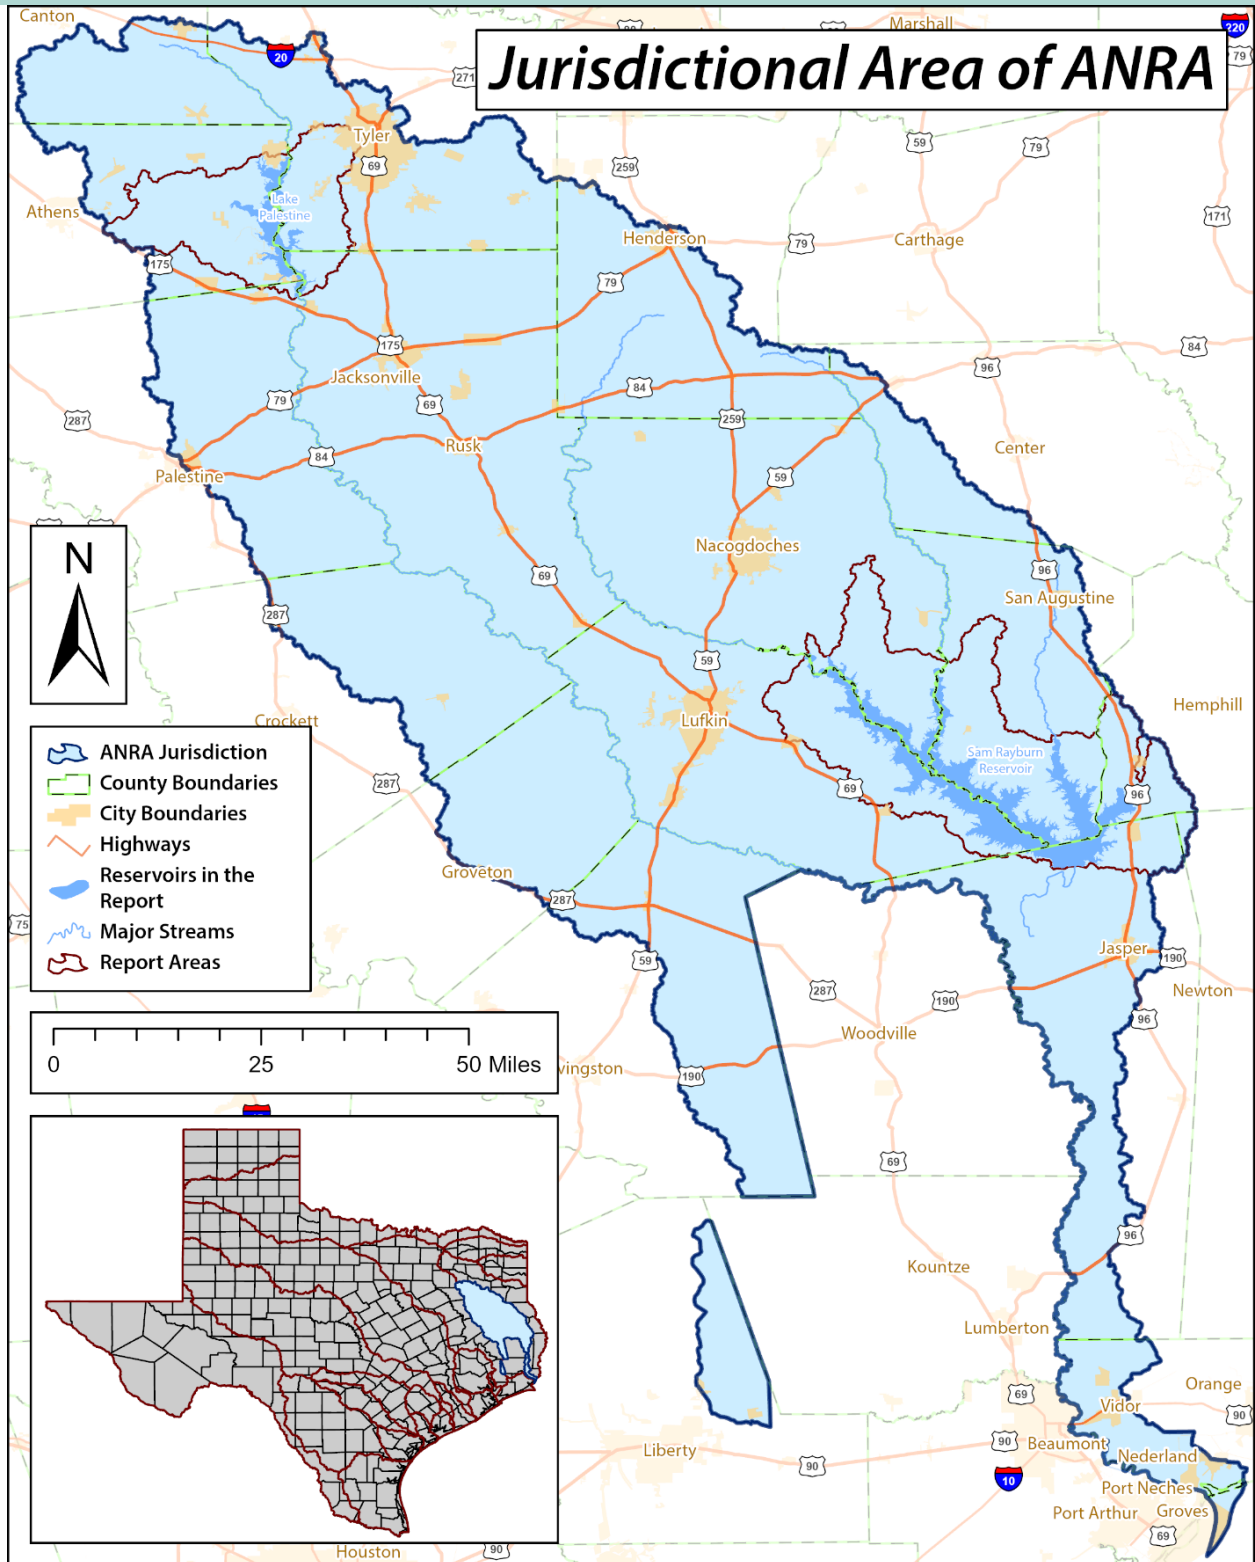 Canton
Marshall
220
20
271
79
Jurisdictional Area of ANRA
Tyler
69
259
59
79
Athens
Lake
Palestine
171
Henderson
79
Carthage
175
79
175
84
Jacksonville
96
79
69
84
287
259
Rusk
Center
84
Palestine
59
N
Nacogdoches
69
96
San Augustine
287
59
Hemphill
Crockett
Lufkin
Sam Rayburn
Reservoir
287
69
96
ANRA Jurisdiction
County Boundaries
City Boundaries
Highways
Reservoirs in the
Report
Major Streams
Report Areas
Groveton
287
75
59
Jasper
190
287
190
Newton
96
Woodville
0 25 50 Miles
vingston
190
69
96
Kountze
Lumberton
69
Orange
Vidor
90
Liberty
90
90
Beaumont
Nederland
10
Port Neches
Port Arthur
Groves
69
Houston
90